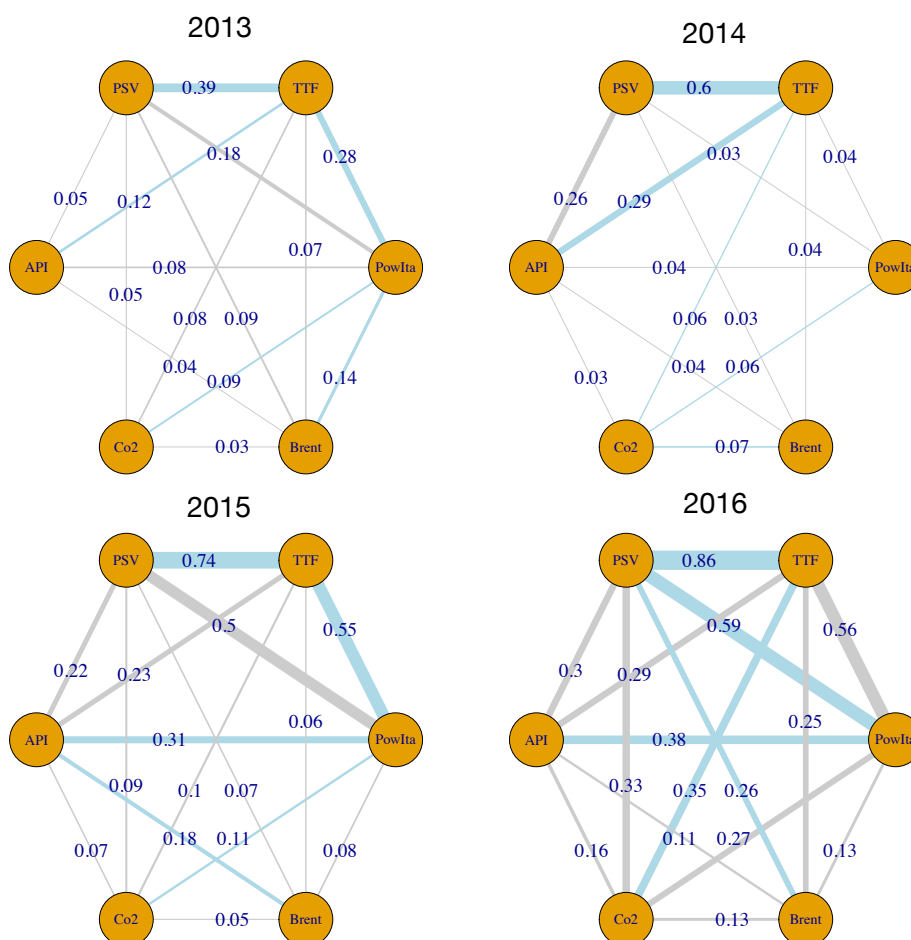 2013
PSV 0.39 TTF
0.18 0.28
0.05 0.12
API 0.08 0.07 PowIta
0.05
0.08 0.09
0.04 0.09 0.14
Co2 0.03 Brent
2014
PSV 0.6 TTF
0.03 0.04
0.26 0.29
API 0.04 0.04 PowIta
0.06 0.03
0.03 0.04 0.06
Co2 0.07 Brent
2015
PSV 0.74 TTF
0.5 0.55
0.22 0.23
0.06
API 0.31 PowIta
0.09 0.1 0.07
0.07 0.18 0.11 0.08
Co2 0.05 Brent
2016
PSV 0.86 TTF
0.59 0.56
0.3 0.29
0.25
API 0.38 PowIta
0.33 0.35 0.26
0.16 0.11 0.27 0.13
Co2 0.13 Brent